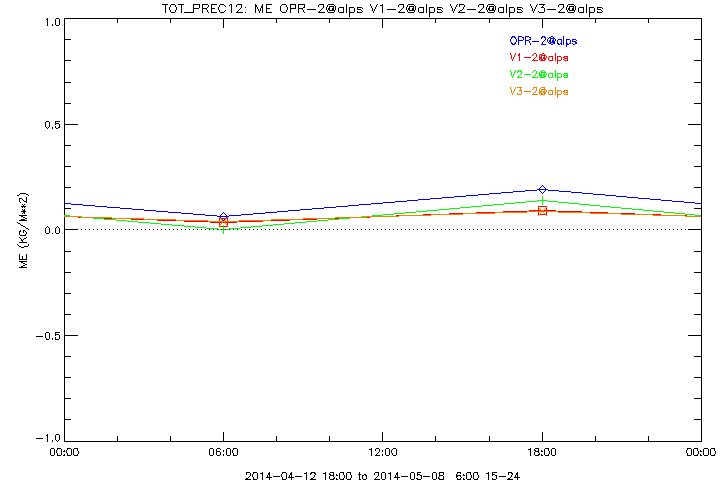 TOT_PREC12: ME OPR-2@alps V1-2@alps V2-2@alps V3-2@alps
1.0
OPR-2@alps
V1-2@alps
V2-2@alps
V3-2@alps
0.5
0.0
ME (KG/M**2)
-0.5
-1.0
00:00 06:00 12:00 18:00 00:00
2014-04-12 18:00 to 2014-05-08  6:00 15-24